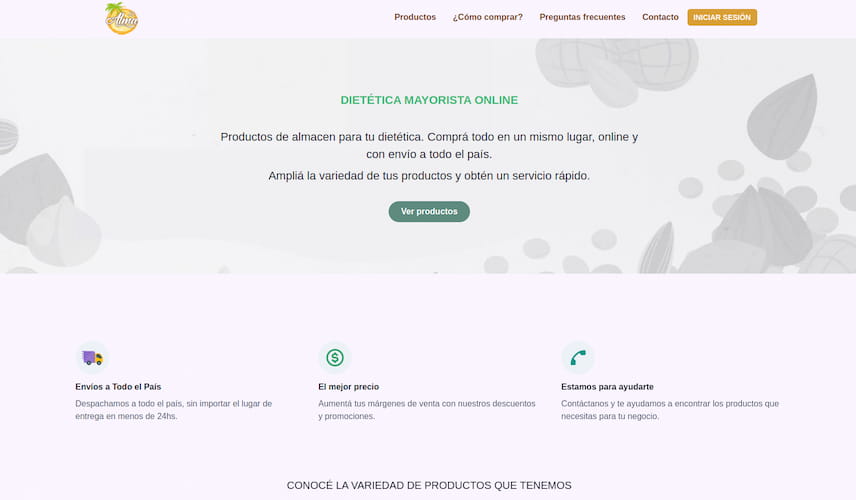 Alma
Productos
¿Cómo comprar?
Preguntas frecuentes
Contacto
INICIAR SESIÓN
DIETÉTICA MAYORISTA ONLINE
Productos de almacen para tu dietética. Comprá todo en un mismo lugar, online y
con envío a todo el país.
Ampliá la variedad de tus productos y obtén un servicio rápido.
Ver productos
Envíos a Todo el País
Despachamos a todo el país, sin importar el lugar de
entrega en menos de 24hs.
El mejor precio
Aumentá tus márgenes de venta con nuestros descuentos
y promociones.
Estamos para ayudarte
Contáctanos y te ayudamos a encontrar los productos que
necesitas para tu negocio.
CONOCÉ LA VARIEDAD DE PRODUCTOS QUE TENEMOS